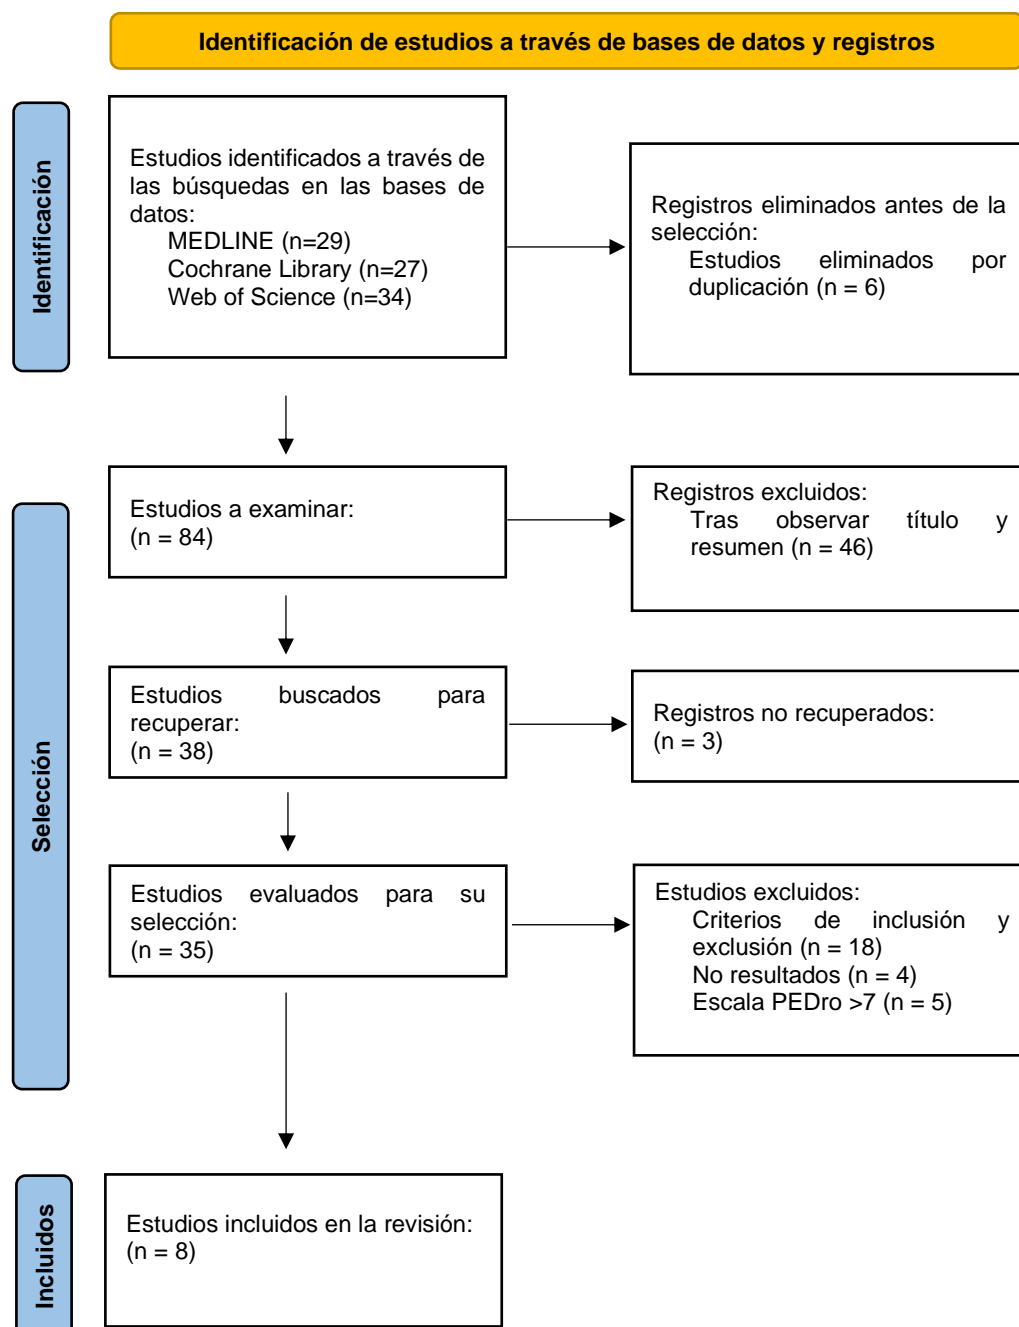 Identificación de estudios a través de bases de datos y registros
Identificación
Estudios identificados a través de
las búsquedas en las bases de
datos:
MEDLINE (n=29)
Cochrane Library (n=27)
Web of Science (n=34)
Registros eliminados antes de la
selección:
Estudios eliminados por
duplicación (n = 6)
Selección
Estudios a examinar:
(n = 84)
Registros excluidos:
Tras observar título y
resumen (n = 46)
Estudios buscados para
recuperar:
(n = 38)
Registros no recuperados:
(n = 3)
Estudios evaluados para su
selección:
(n = 35)
Estudios excluidos:
Criterios de inclusión y
exclusión (n = 18)
No resultados (n = 4)
Escala PEDro >7 (n = 5)
Incluidos
Estudios incluidos en la revisión:
(n = 8)